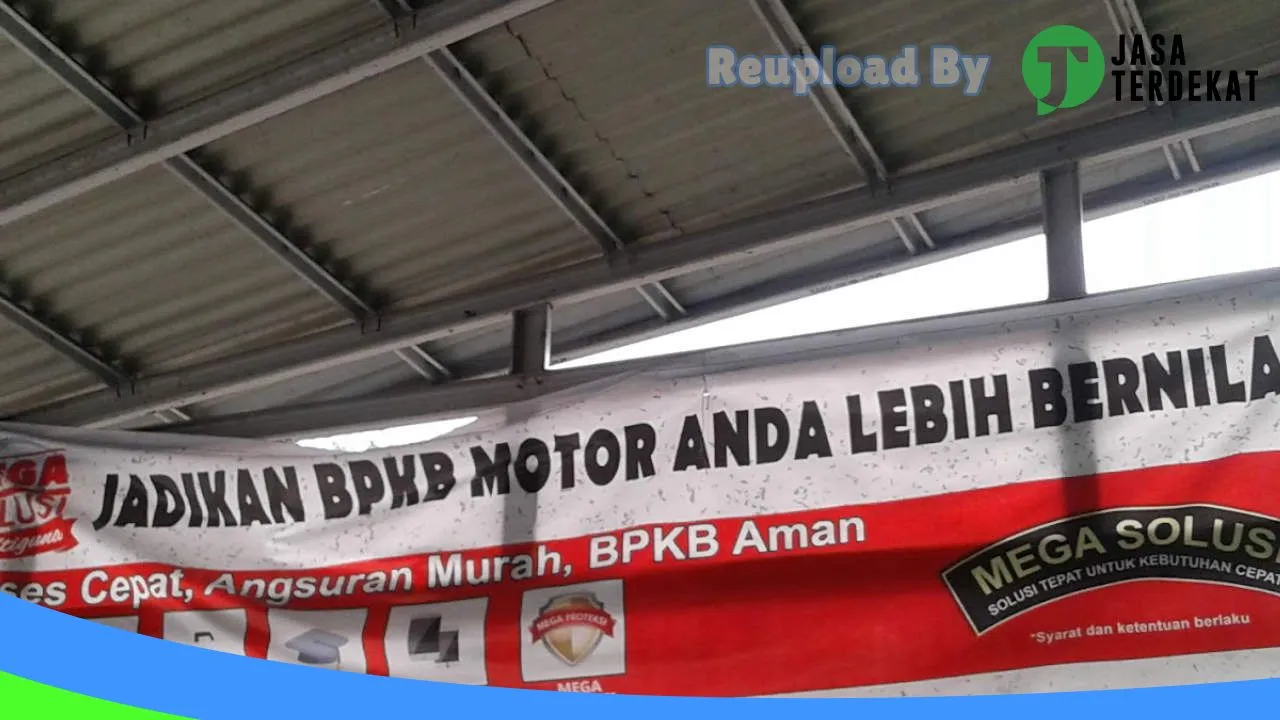 Reupload By
JASA
TERDEKAT
JADIKAN BPKB MOTOR ANDA LEBIH BERNILA
Cepat, Angsuran Murah, BPKB Aman
MEGA SOLUSI
SOLUSI TEPAT UNTUK KEBUTUHAN CEPAT
*Syarat dan ketentuan berlaku
MEGA PROTEKSI
MEGA